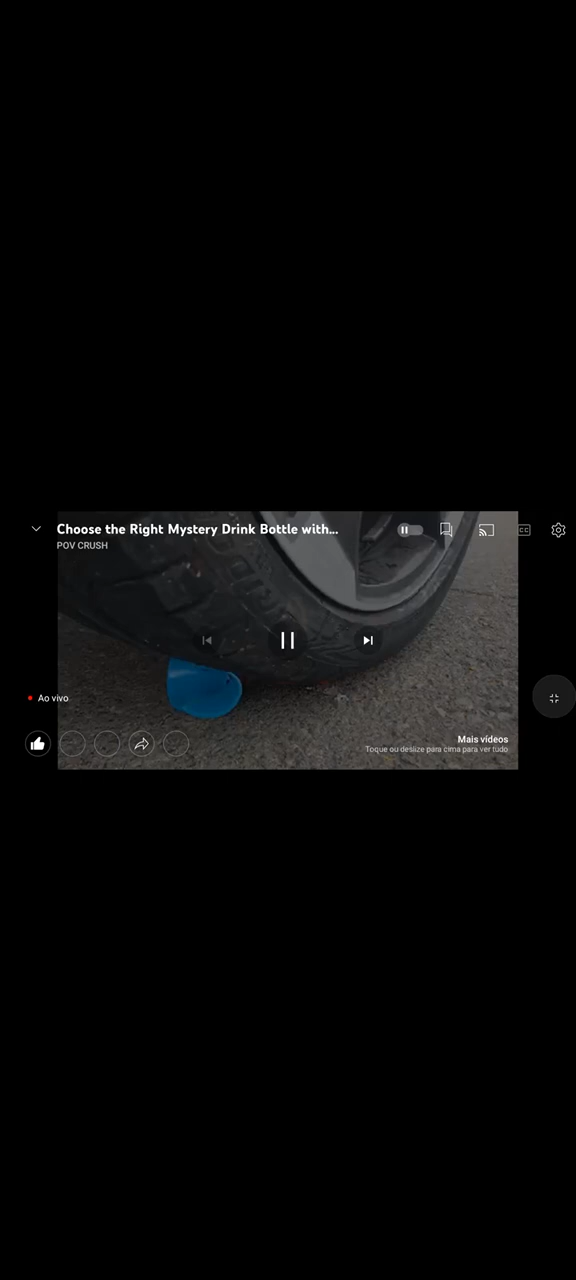 Choose the Right Mystery Drink Bottle with...
POV CRUSH
CC
Ao vivo
Mais vídeos
Toque ou deslize para cima para ver tudo